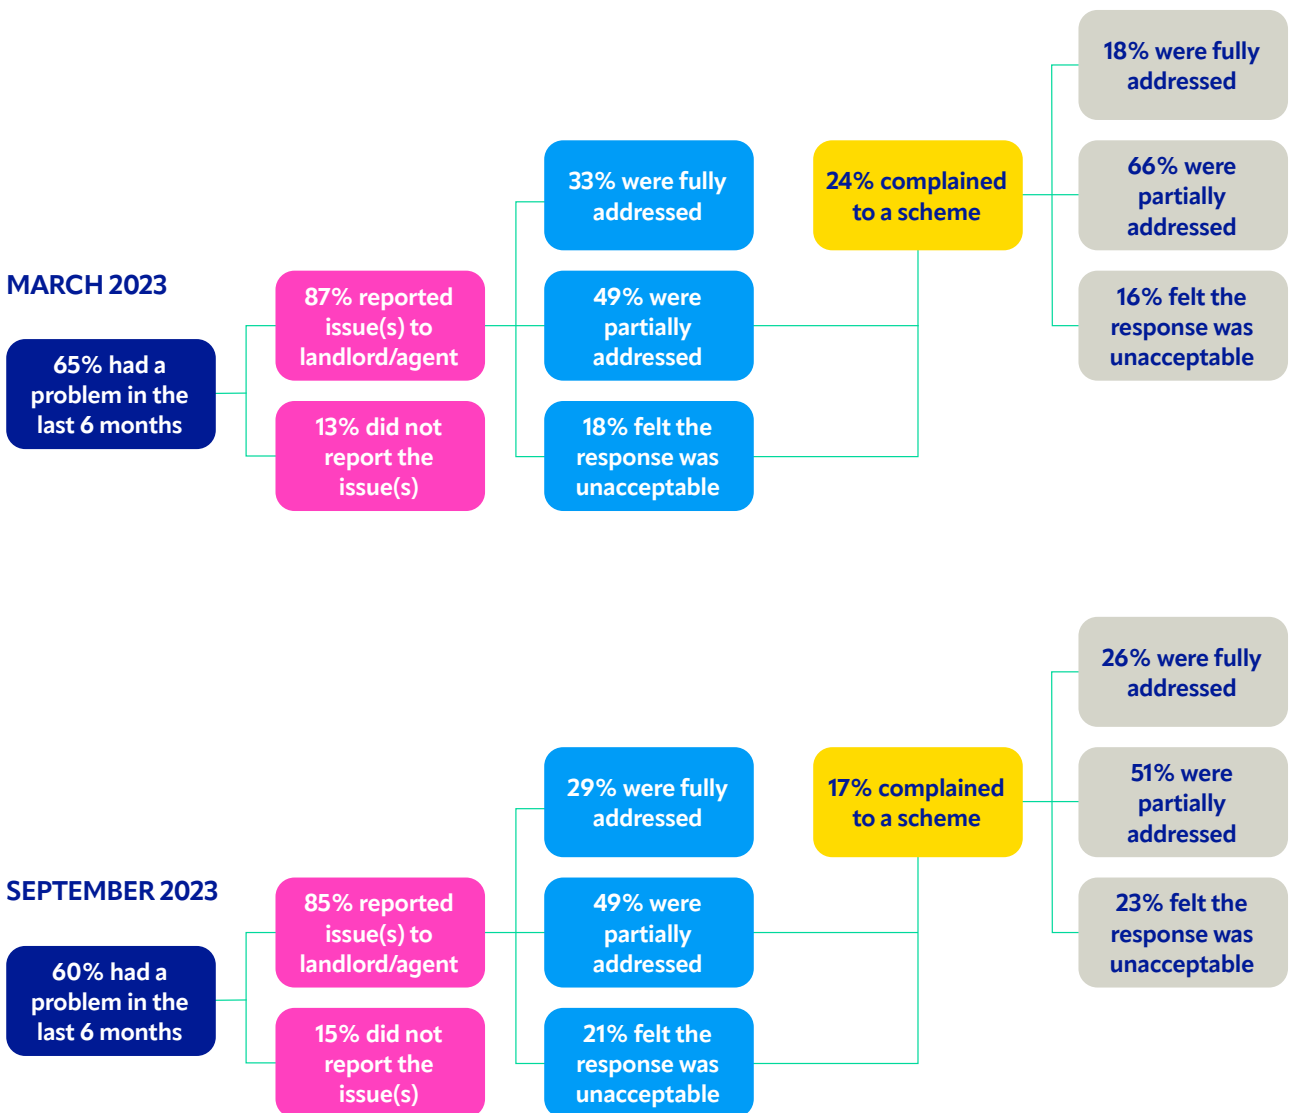 MARCH 2023
65% had a
problem in the
last 6 months
87% reported
issue(s) to
landlord/agent
13% did not
report the
issue(s)
33% were fully
addressed
49% were
partially
addressed
18% felt the
response was
unacceptable
24% complained
to a scheme
18% were fully
addressed
66% were
partially
addressed
16% felt the
response was
unacceptable
SEPTEMBER 2023
60% had a
problem in the
last 6 months
85% reported
issue(s) to
landlord/agent
15% did not
report the
issue(s)
29% were fully
addressed
49% were
partially
addressed
21% felt the
response was
unacceptable
17% complained
to a scheme
26% were fully
addressed
51% were
partially
addressed
23% felt the
response was
unacceptable